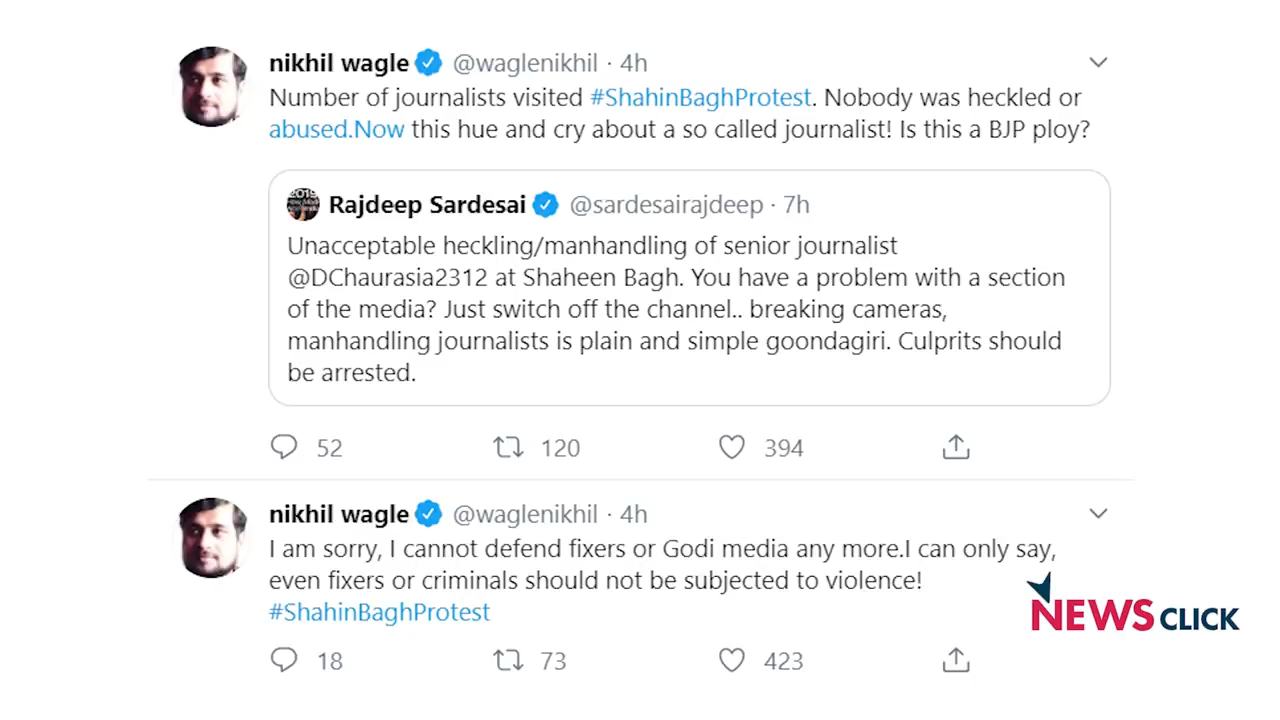 nikhil wagle @waglenikhil · 4h
Number of journalists visited #ShahinBaghProtest. Nobody was heckled or
abused.Now this hue and cry about a so called journalist! Is this a BJP ploy?
Rajdeep Sardesai @sardesairajdeep · 7h
Unacceptable heckling/manhandling of senior journalist
@DChaurasia2312 at Shaheen Bagh. You have a problem with a section
of the media? Just switch off the channel.. breaking cameras,
manhandling journalists is plain and simple goondagiri. Culprits should
be arrested.
52 120 394
nikhil wagle @waglenikhil · 4h
I am sorry, I cannot defend fixers or Godi media any more.I can only say,
even fixers or criminals should not be subjected to violence!
#ShahinBaghProtest
NEWSCLICK
18 73 423